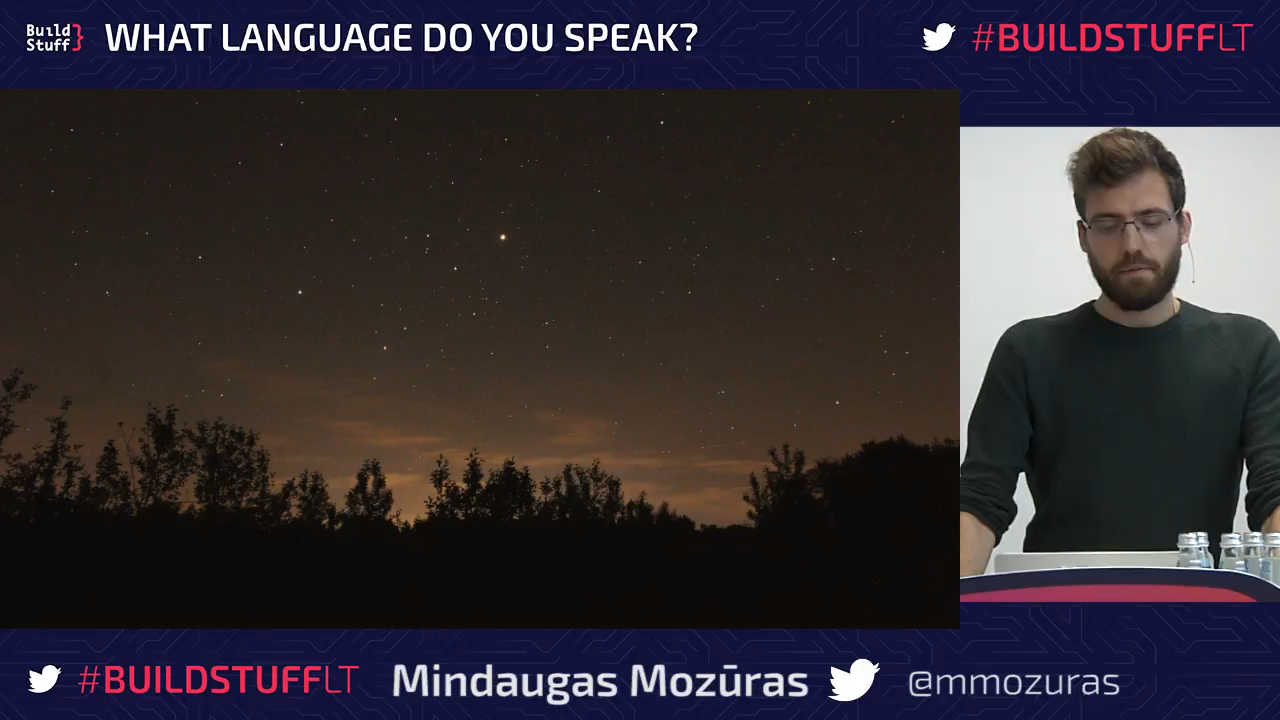 Build
Stuff
WHAT LANGUAGE DO YOU SPEAK?
#BUILDSTUFFLT
#BUILDSTUFFLT
Mindaugas Mozūras
@mmozuras